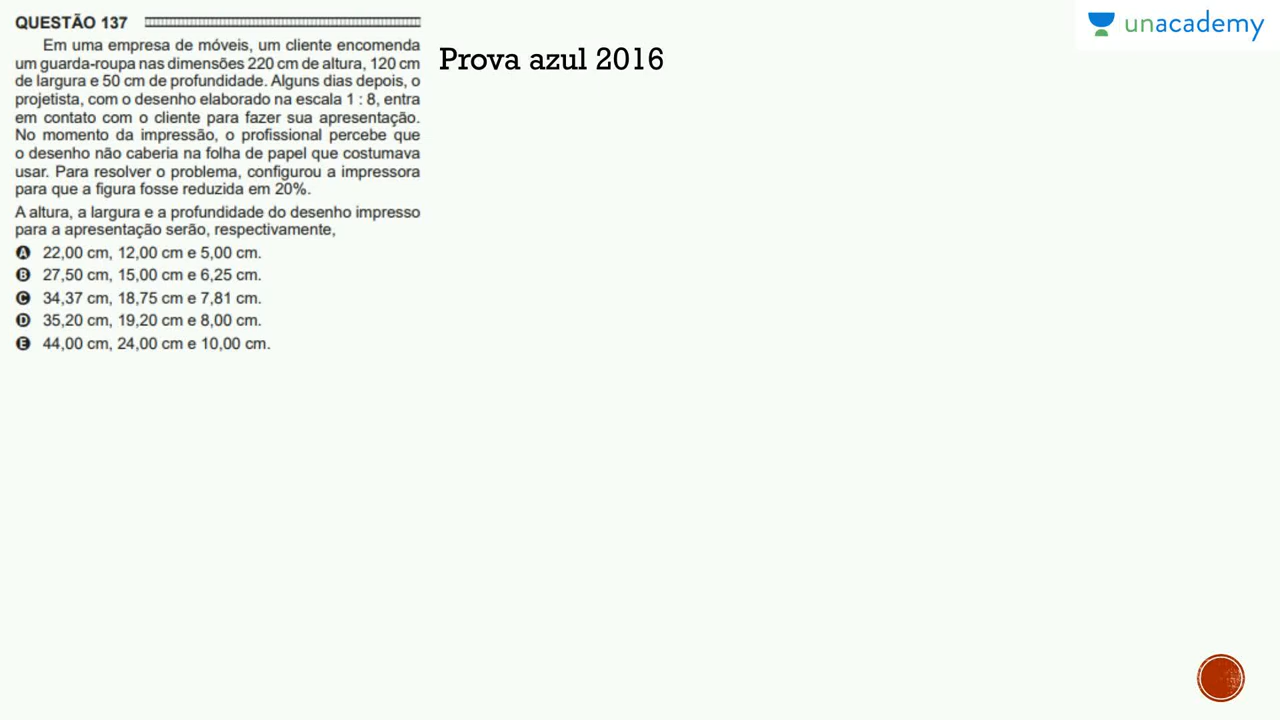 QUESTÃO 137
Em uma empresa de móveis, um cliente encomenda
um guarda-roupa nas dimensões 220 cm de altura, 120 cm
de largura e 50 cm de profundidade. Alguns dias depois, o
projetista, com o desenho elaborado na escala 1 : 8, entra
em contato com o cliente para fazer sua apresentação.
No momento da impressão, o profissional percebe que
o desenho não caberia na folha de papel que costumava
usar. Para resolver o problema, configurou a impressora
para que a figura fosse reduzida em 20%.
A altura, a largura e a profundidade do desenho impresso
para a apresentação serão, respectivamente,
A 22,00 cm, 12,00 cm e 5,00 cm.
B 27,50 cm, 15,00 cm e 6,25 cm.
C 34,37 cm, 18,75 cm e 7,81 cm.
D 35,20 cm, 19,20 cm e 8,00 cm.
E 44,00 cm, 24,00 cm e 10,00 cm.
Prova azul 2016
unacademy